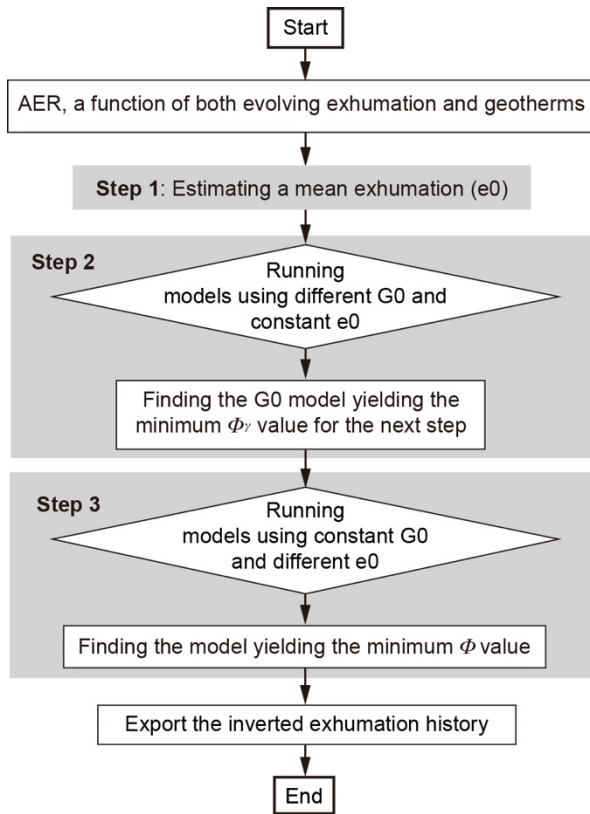 Start
AER, a function of both evolving exhumation and geotherms
Step 1: Estimating a mean exhumation (e0)
Step 2
Running
models using different G0 and
constant e0
Finding the G0 model yielding the
minimum Φγ value for the next step
Step 3
Running
models using constant G0
and different e0
Finding the model yielding the minimum Φ value
Export the inverted exhumation history
End